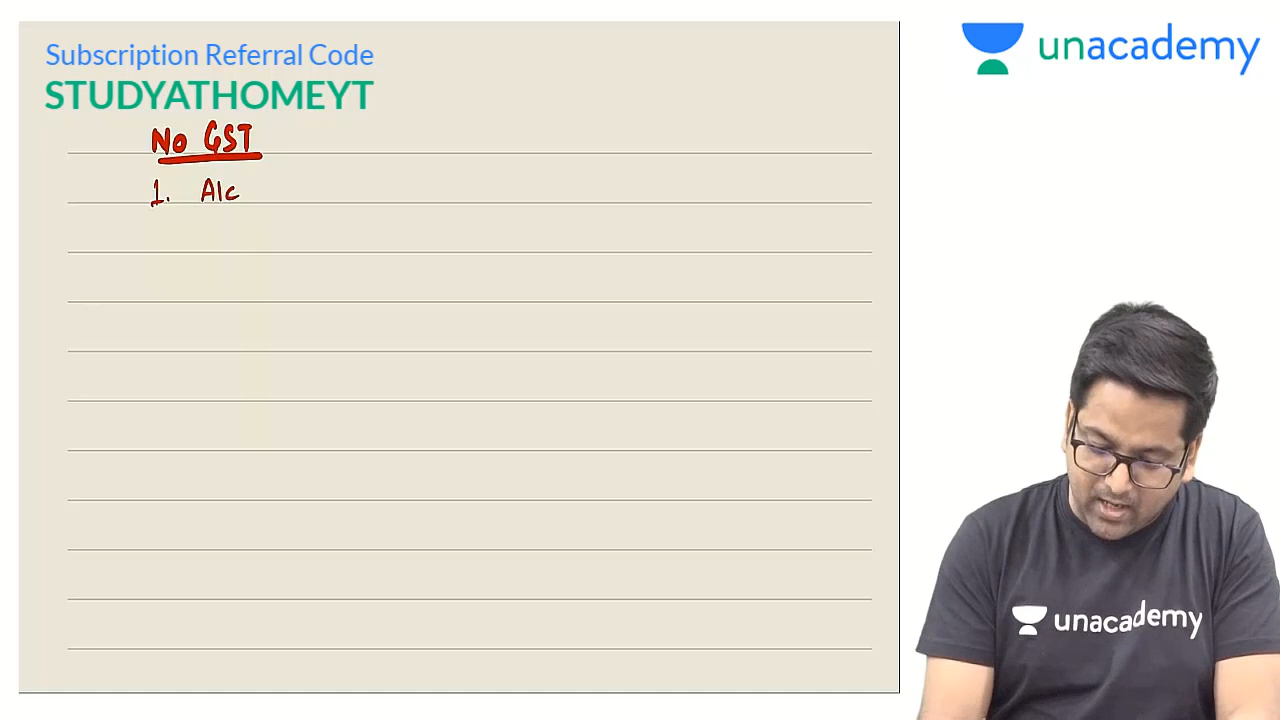 Subscription Referral Code
STUDYATHOMEYT
No GST
1. Alc
unacademy
unacademy